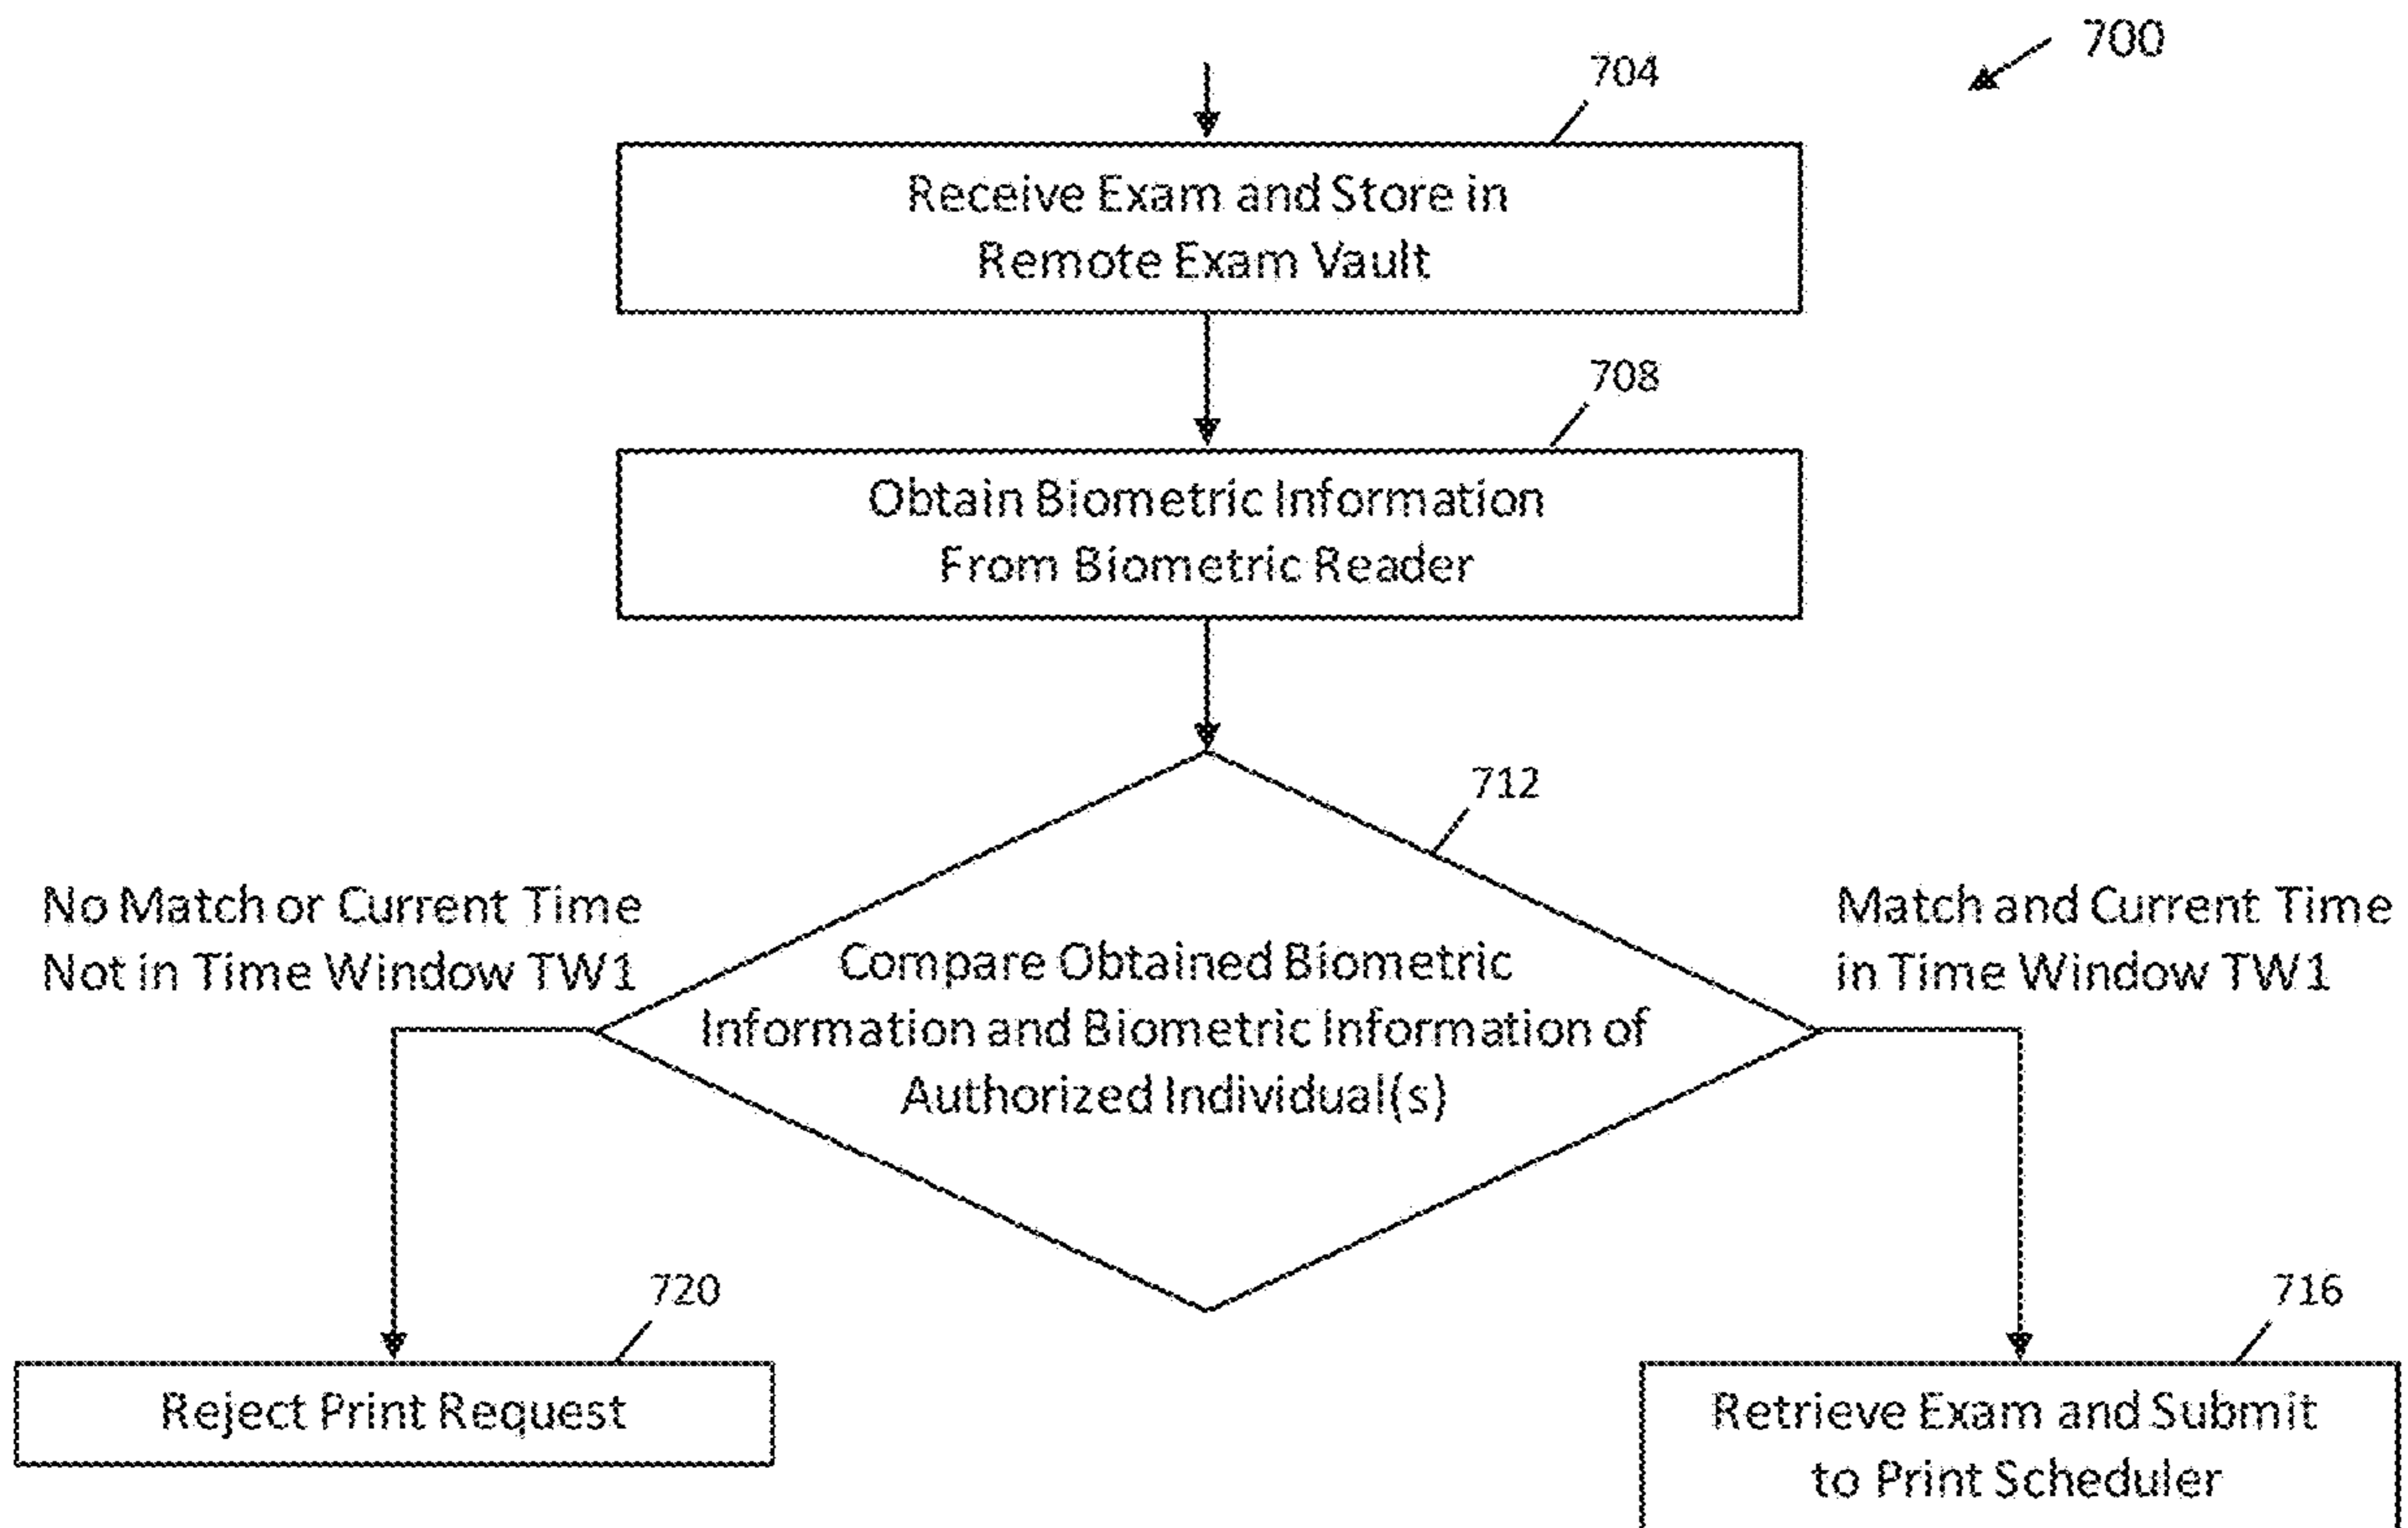 700
704
Receive Exam and Store in
Remote Exam Vault
708
Obtain Biometric Information
From Biometric Reader
712
No Match or Current Time
Not in Time Window TW1
Match and Current Time
in Time Window TW1
Compare Obtained Biometric
Information and Biometric Information of
Authorized Individual(s)
720
Reject Print Request
716
Retrieve Exam and Submit
to Print Scheduler